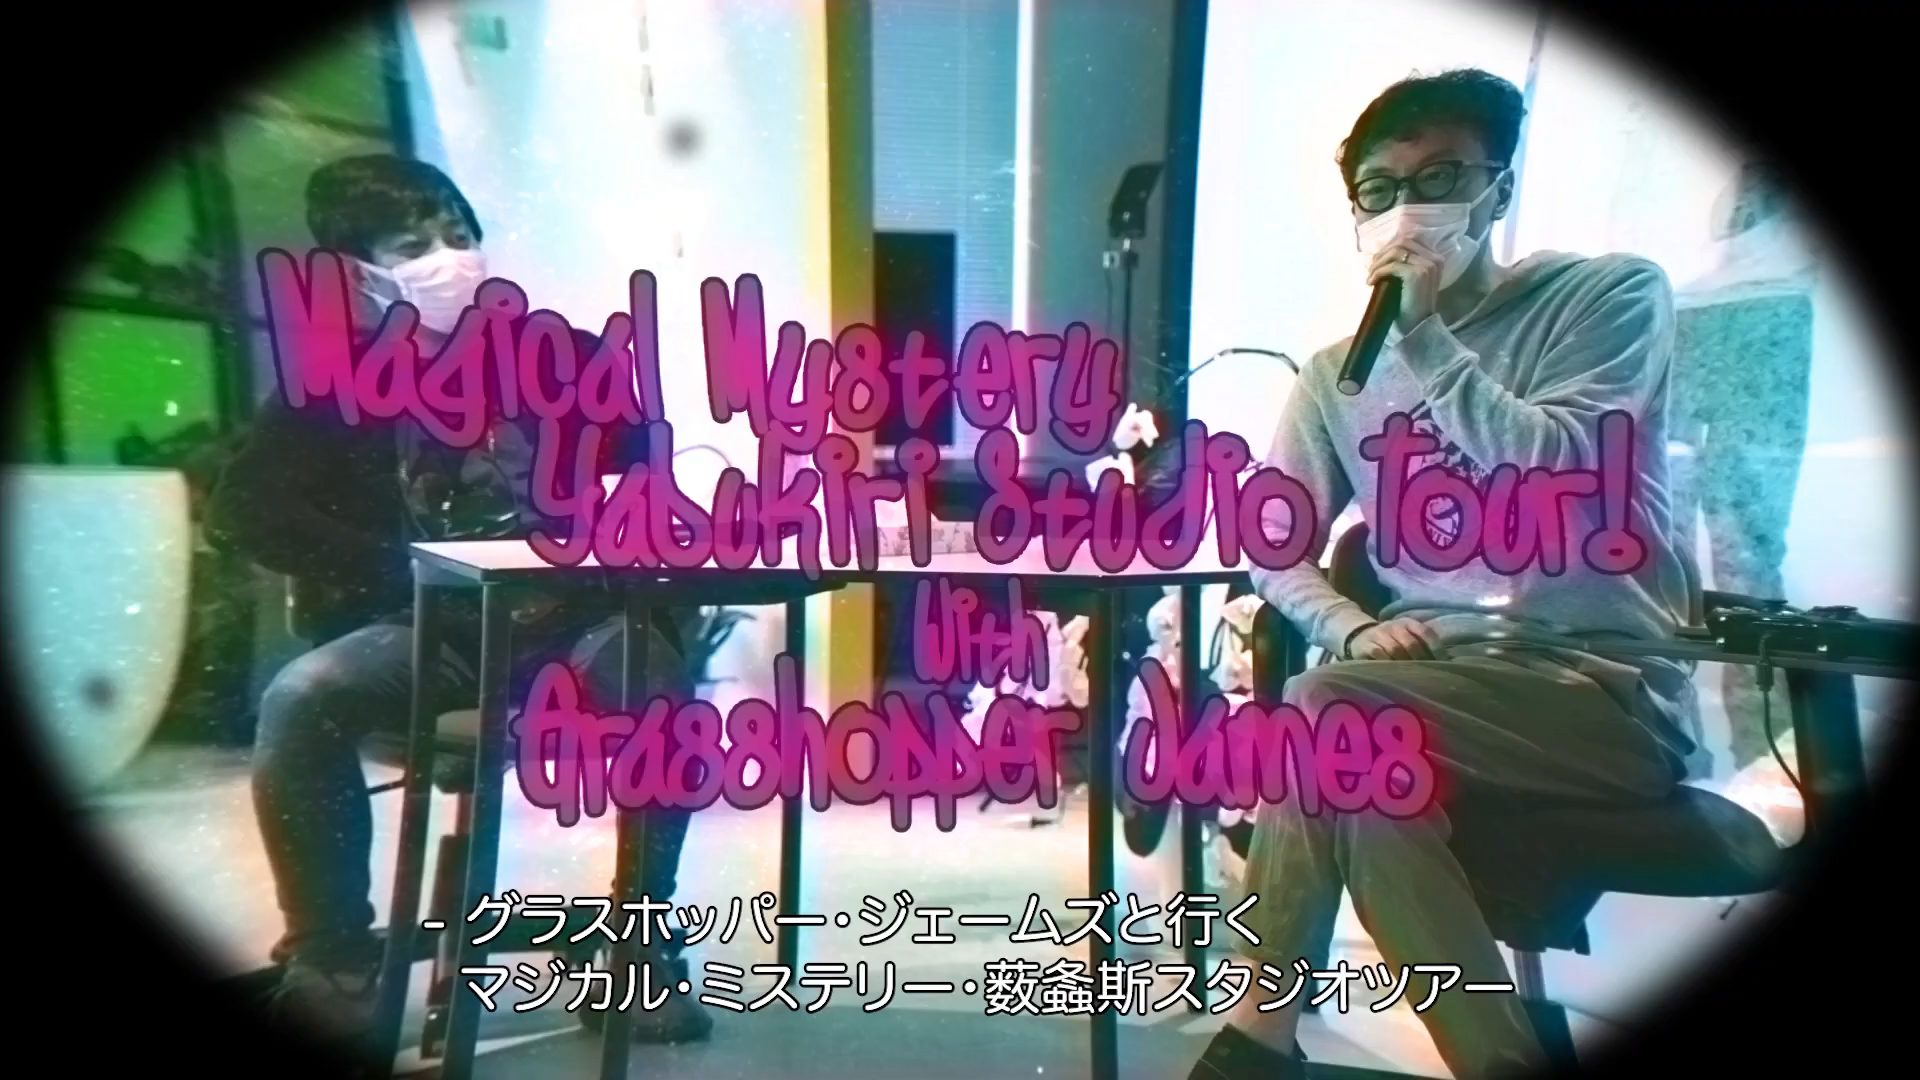 Magical Mystery
Yabukiri Studio Tour!
With
Grasshopper James
- グラスホッパー・ジェームズと行く
マジカル・ミステリー・薮螽斯スタジオツアー